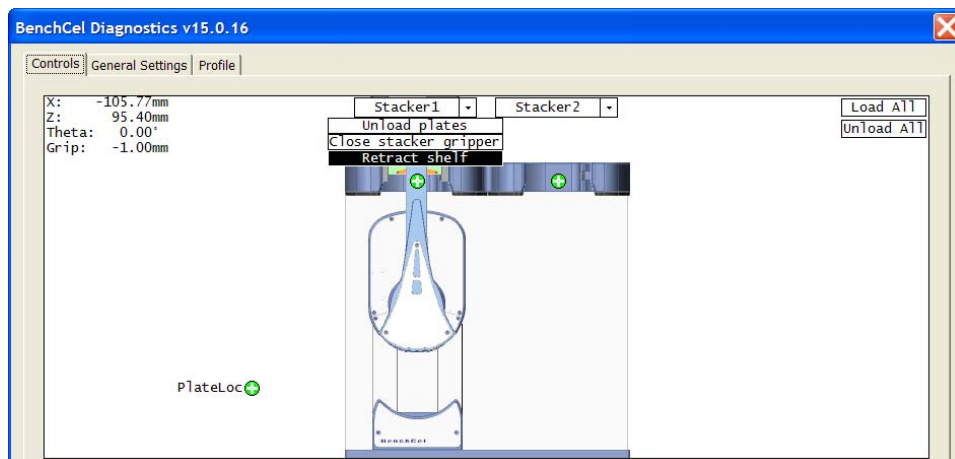 BenchCel Diagnostics v15.0.16
Controls General Settings Profile
X: -105.77mm
Z: 95.40mm
Theta: 0.00°
Grip: -1.00mm
Stacker1 Stacker2
Unload plates
Close stacker gripper
Retract shelf
Load All
Unload All
PlateLoc
BenchCel